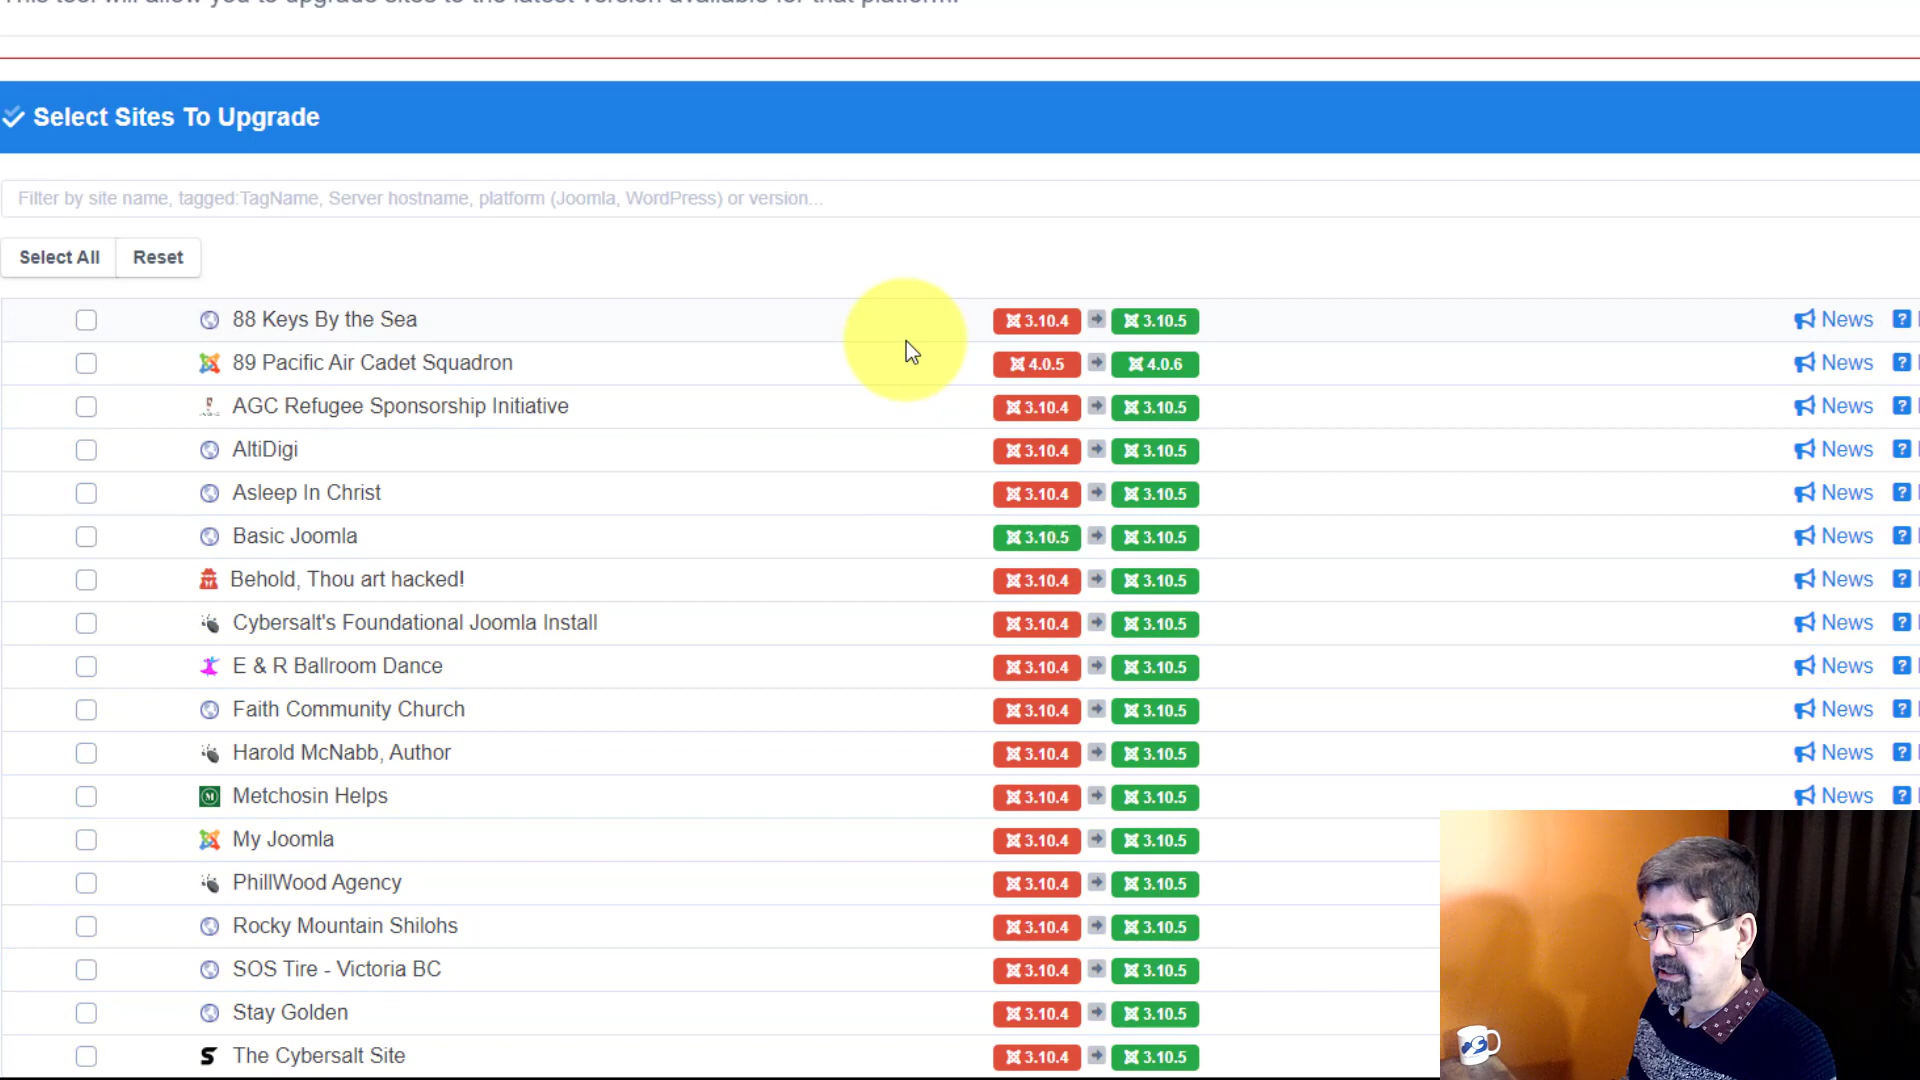 This tool will allow you to upgrade sites to the latest version available for that platform.
Select Sites To Upgrade
Filter by site name, tagged:TagName, Server hostname, platform (Joomla, WordPress) or version...
Select All Reset
88 Keys By the Sea 3.10.4 3.10.5 News
89 Pacific Air Cadet Squadron 4.0.5 4.0.6 News
AGC Refugee Sponsorship Initiative 3.10.4 3.10.5 News
AltiDigi 3.10.4 3.10.5 News
Asleep In Christ 3.10.4 3.10.5 News
Basic Joomla 3.10.5 3.10.5 News
Behold, Thou art hacked! 3.10.4 3.10.5 News
Cybersalt's Foundational Joomla Install 3.10.4 3.10.5 News
E & R Ballroom Dance 3.10.4 3.10.5 News
Faith Community Church 3.10.4 3.10.5 News
Harold McNabb, Author 3.10.4 3.10.5 News
Metchosin Helps 3.10.4 3.10.5 News
My Joomla 3.10.4 3.10.5
PhillWood Agency 3.10.4 3.10.5
Rocky Mountain Shilohs 3.10.4 3.10.5
SOS Tire - Victoria BC 3.10.4 3.10.5
Stay Golden 3.10.4 3.10.5
The Cybersalt Site 3.10.4 3.10.5